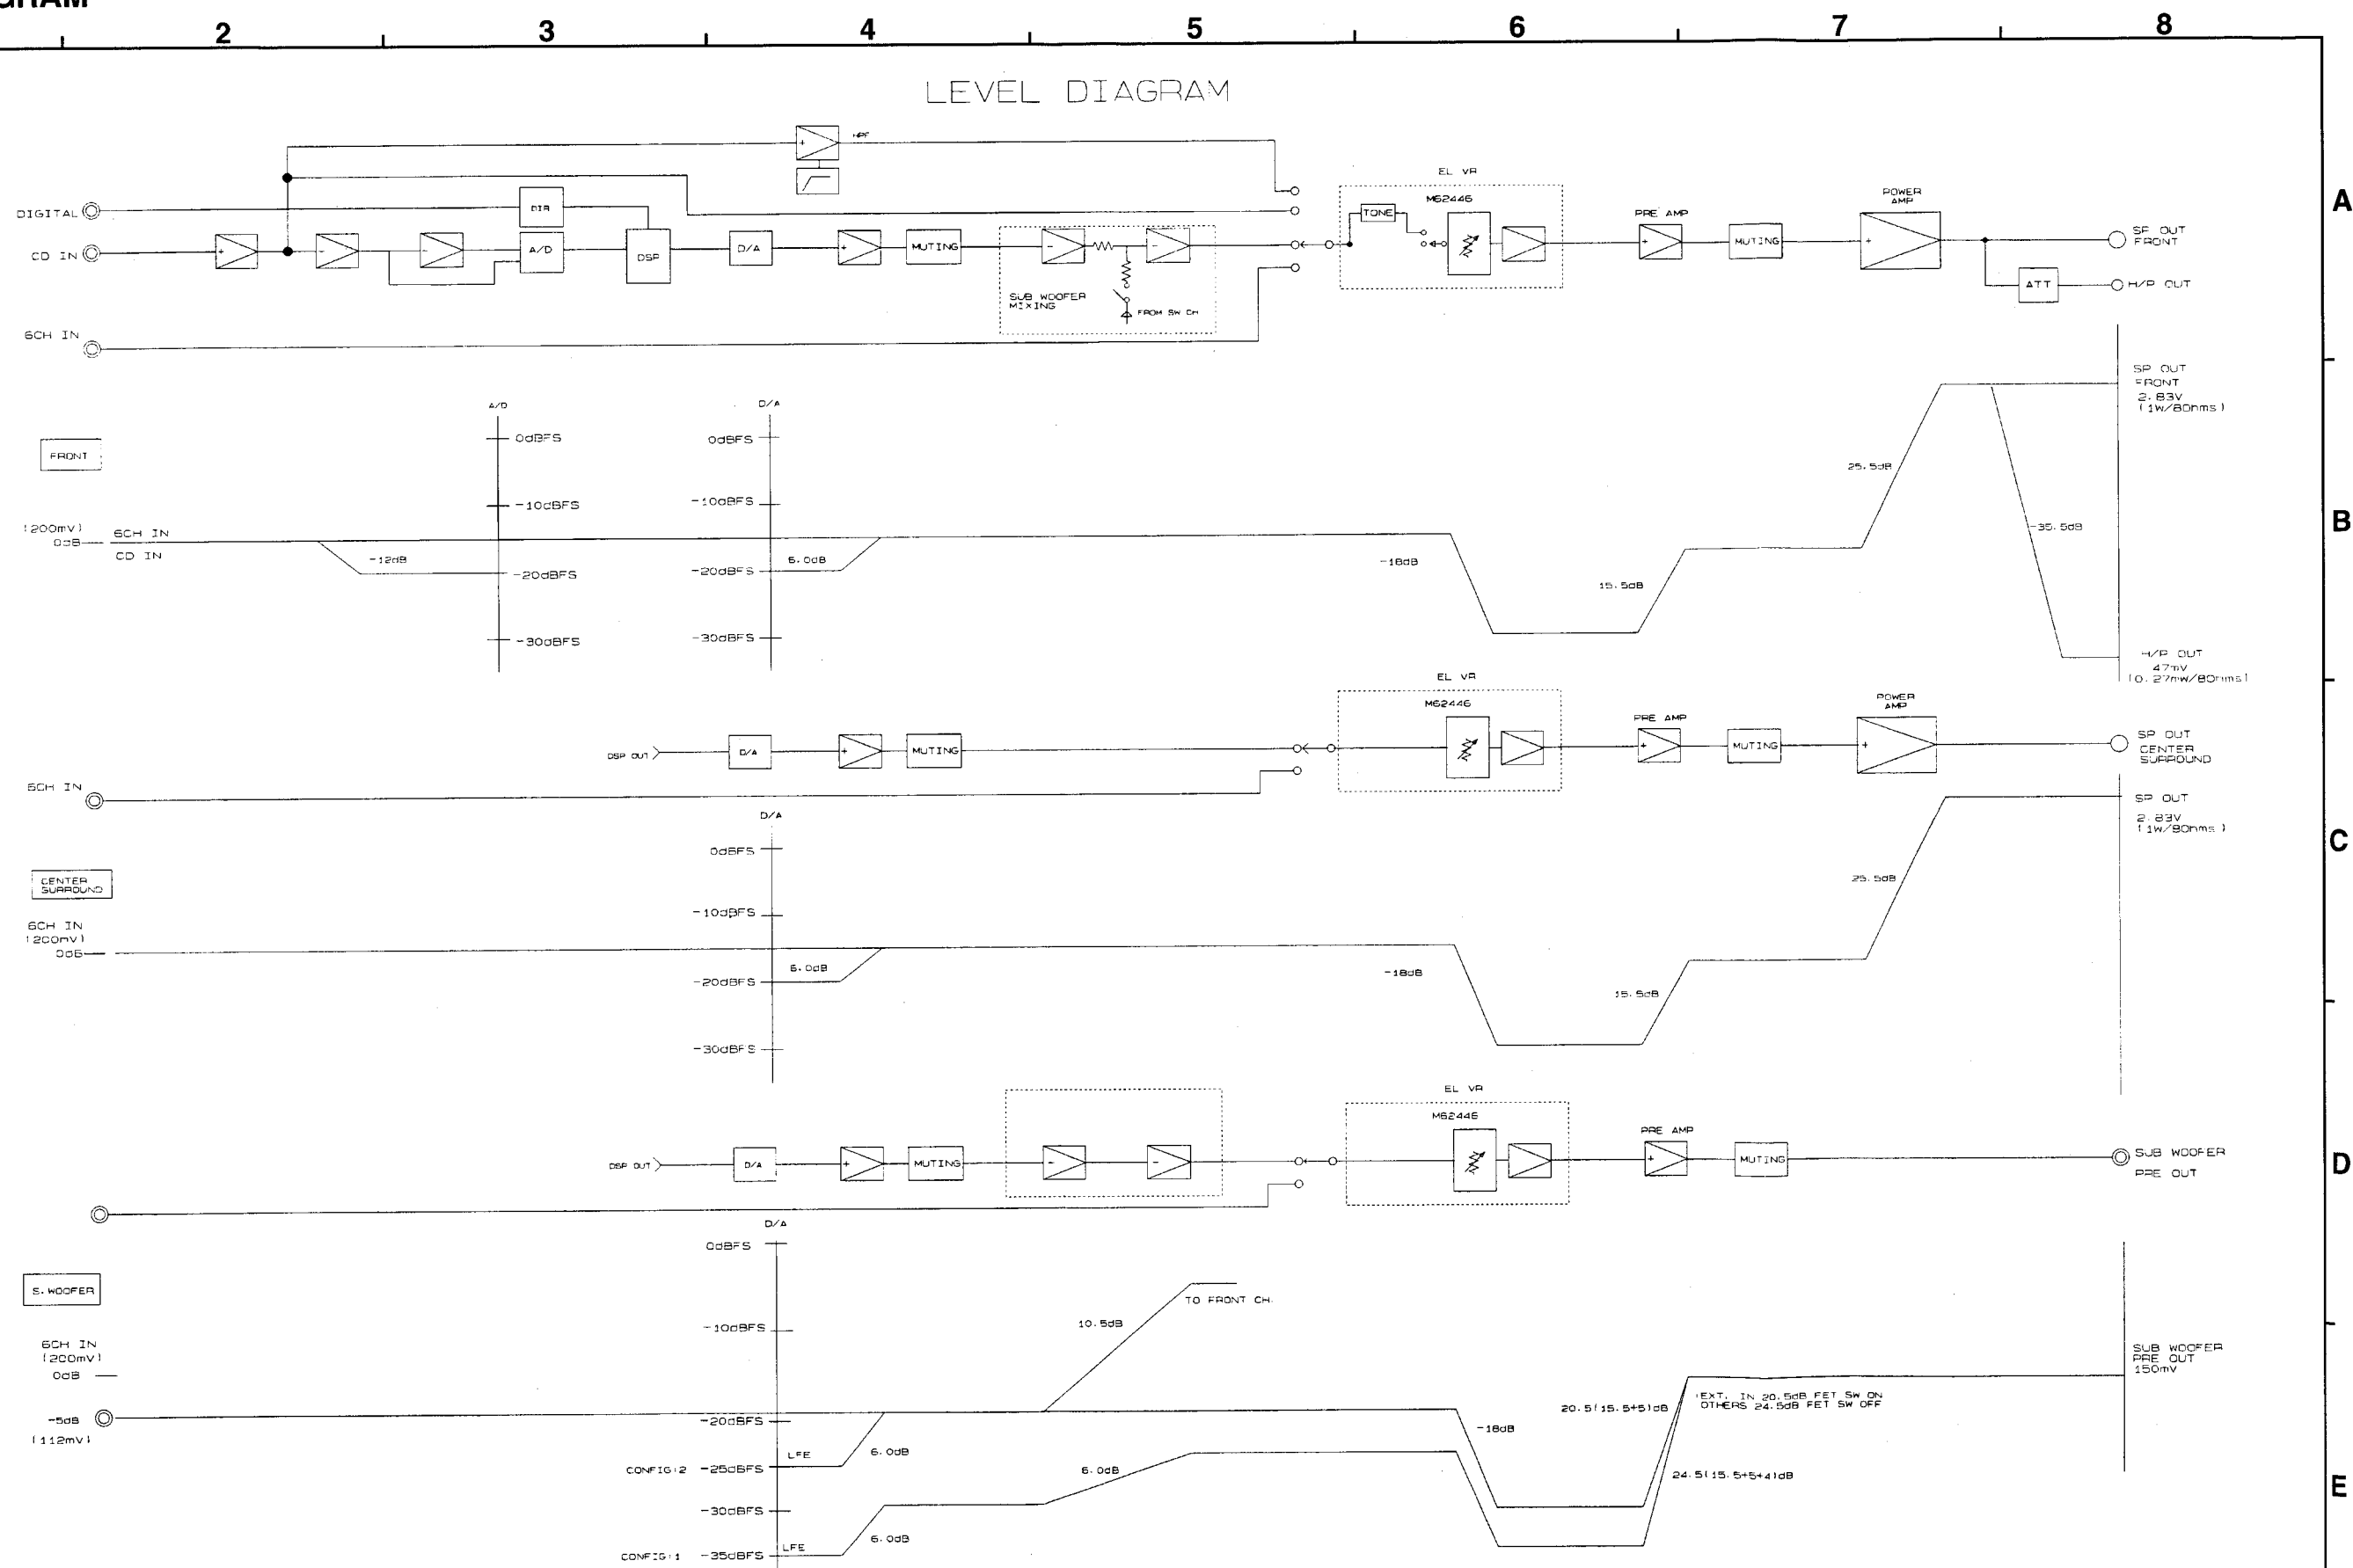 GRAM
2 3 4 5 6 7 8
LEVEL DIAGRAM
HPF
A
EL VR
M62446
POWER
AMP
DIGITAL
DIR
TONE
PRE AMP
SP OUT
FRONT
CD IN
A/D
DSP
D/A
MUTING
MUTING
SUB WOOFER
MIXING
FROM SW CH
ATT
H/P OUT
6CH IN
SP OUT
FRONT
2.83V
(1W/8Ohms)
A/D
D/A
0dBFS
0dBFS
FRONT
25.5dB
-10dBFS
-10dBFS
B
(200mV)
0dB
6CH IN
CD IN
-35.5dB
-12dB
-20dBFS
-20dBFS
6.0dB
-18dB
15.5dB
-30dBFS
-30dBFS
H/P OUT
47mV
(0.27mW/8Ohms)
EL VR
M62446
PRE AMP
POWER
AMP
DSP OUT
D/A
MUTING
MUTING
SP OUT
CENTER
SURROUND
6CH IN
D/A
SP OUT
2.83V
(1W/8Ohms)
C
0dBFS
CENTER
SURROUND
25.5dB
-10dBFS
6CH IN
(200mV)
0dB
6.0dB
-18dB
-20dBFS
15.5dB
-30dBFS
EL VR
M62446
PRE AMP
DSP OUT
D/A
MUTING
MUTING
SUB WOOFER
PRE OUT
D
D/A
0dBFS
S.WOOFER
TO FRONT CH.
10.5dB
-10dBFS
6CH IN
(200mV)
0dB
SUB WOOFER
PRE OUT
150mV
20.5(15.5+5)dB
(EXT. IN 20.5dB FET SW ON
OTHERS 24.5dB FET SW OFF
-5dB
(112mV)
-20dBFS
-18dB
LFE
6.0dB
CONFIG:2 -25dBFS
6.0dB
24.5(15.5+5+4)dB
E
-30dBFS
6.0dB
LFE
CONFIG:1 -35dBFS